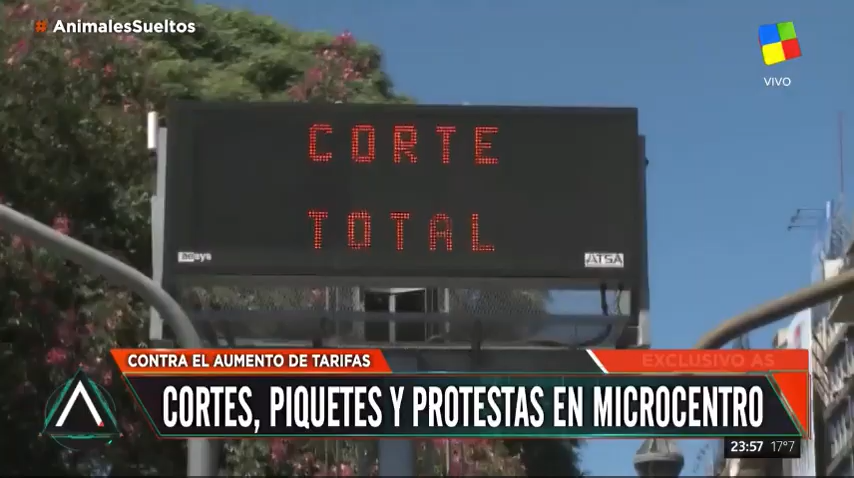 # AnimalesSueltos
VIVO
CORTE
TOTAL
ATSA
CONTRA EL AUMENTO DE TARIFAS
EXCLUSIVO AS
CORTES, PIQUETES Y PROTESTAS EN MICROCENTRO
23:57 17°7